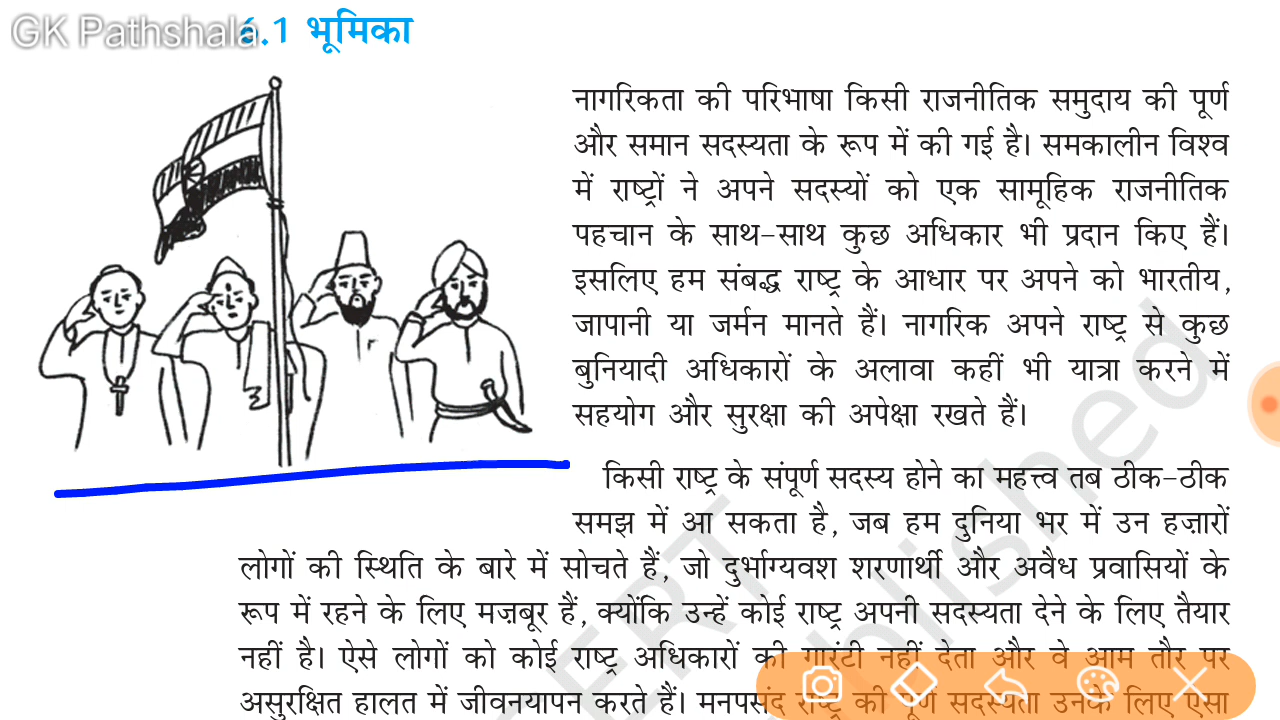 GK Pathshala
6.1 भूमिका
नागरिकता की परिभाषा किसी राजनीतिक समुदाय की पूर्ण
और समान सदस्यता के रूप में की गई है। समकालीन विश्व
में राष्ट्रों ने अपने सदस्यों को एक सामूहिक राजनीतिक
पहचान के साथ-साथ कुछ अधिकार भी प्रदान किए हैं।
इसलिए हम संबद्ध राष्ट्र के आधार पर अपने को भारतीय,
जापानी या जर्मन मानते हैं। नागरिक अपने राष्ट्र से कुछ
बुनियादी अधिकारों के अलावा कहीं भी यात्रा करने में
सहयोग और सुरक्षा की अपेक्षा रखते हैं।
किसी राष्ट्र के संपूर्ण सदस्य होने का महत्त्व तब ठीक-ठीक
समझ में आ सकता है, जब हम दुनिया भर में उन हज़ारों
लोगों की स्थिति के बारे में सोचते हैं, जो दुर्भाग्यवश शरणार्थी और अवैध प्रवासियों के
रूप में रहने के लिए मज़बूर हैं, क्योंकि उन्हें कोई राष्ट्र अपनी सदस्यता देने के लिए तैयार
नहीं है। ऐसे लोगों को कोई राष्ट्र अधिकारों की गारंटी नहीं देता और वे आम तौर पर
असुरक्षित हालत में जीवनयापन करते हैं। मनपसंद राष्ट्र की पूर्ण सदस्यता उनके लिए ऐसा